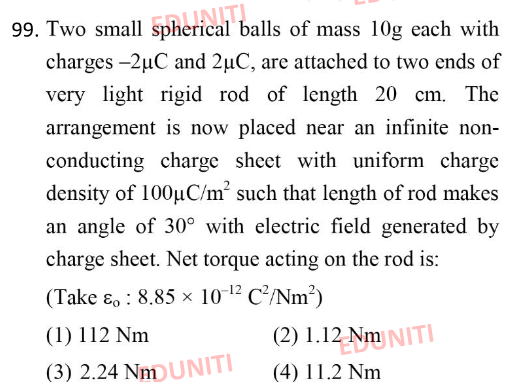 EDUNITI
99. Two small spherical balls of mass 10g each with
charges –2μC and 2μC, are attached to two ends of
very light rigid rod of length 20 cm. The
arrangement is now placed near an infinite non-
conducting charge sheet with uniform charge
density of 100μC/m² such that length of rod makes
an angle of 30° with electric field generated by
charge sheet. Net torque acting on the rod is:
(Take ε₀ : 8.85 × 10⁻¹² C²/Nm²)
(1) 112 Nm (2) 1.12 Nm
EDUNITI
(3) 2.24 Nm (4) 11.2 Nm
EDUNITI